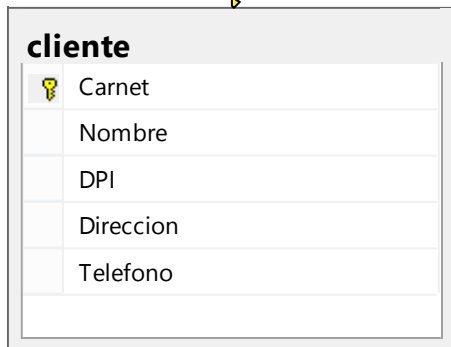 cliente
Carnet
Nombre
DPI
Direccion
Telefono